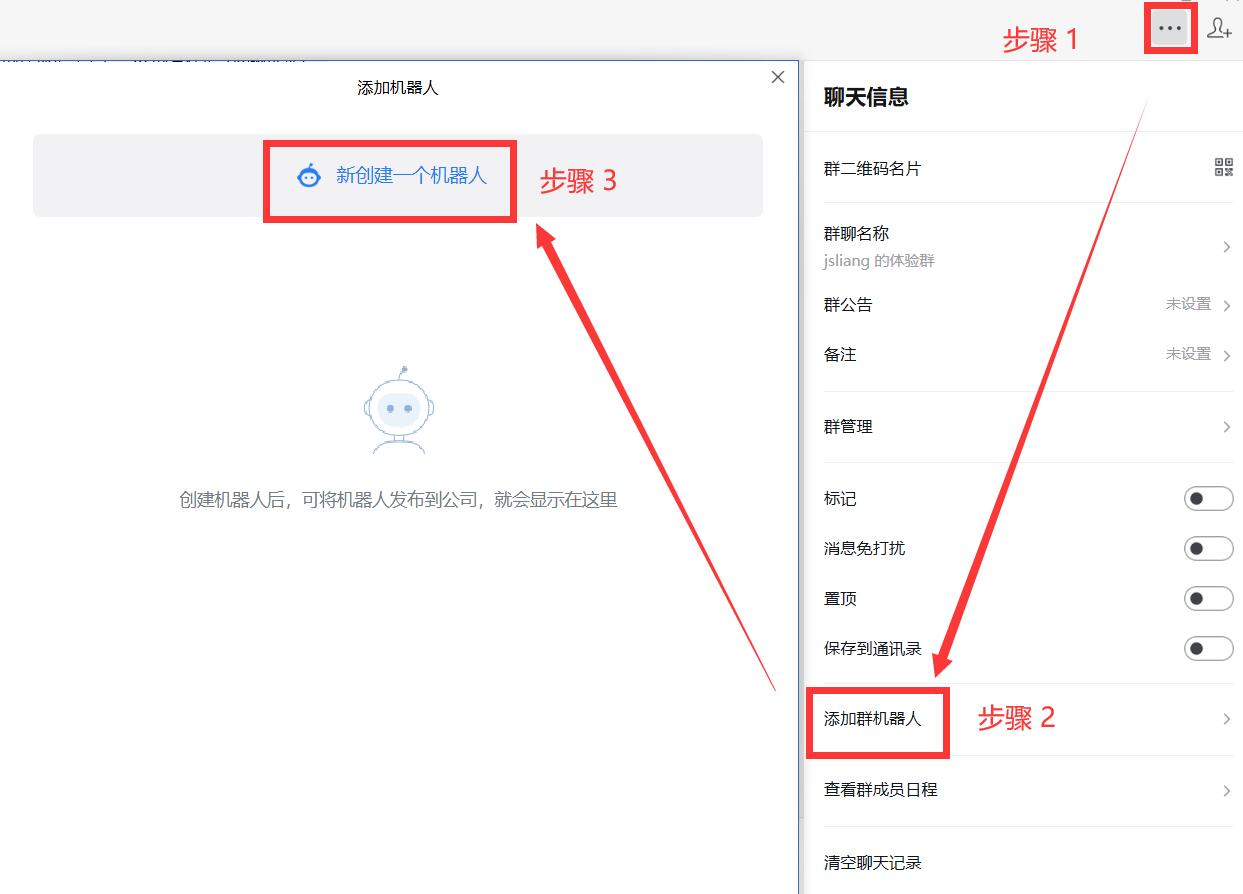 步骤 1
添加机器人
新创建一个机器人
步骤 3
创建机器人后，可将机器人发布到公司，就会显示在这里
聊天信息
群二维码名片
群聊名称
jsliang 的体验群
群公告
未设置
备注
未设置
群管理
标记
消息免打扰
置顶
保存到通讯录
添加群机器人
步骤 2
查看群成员日程
清空聊天记录